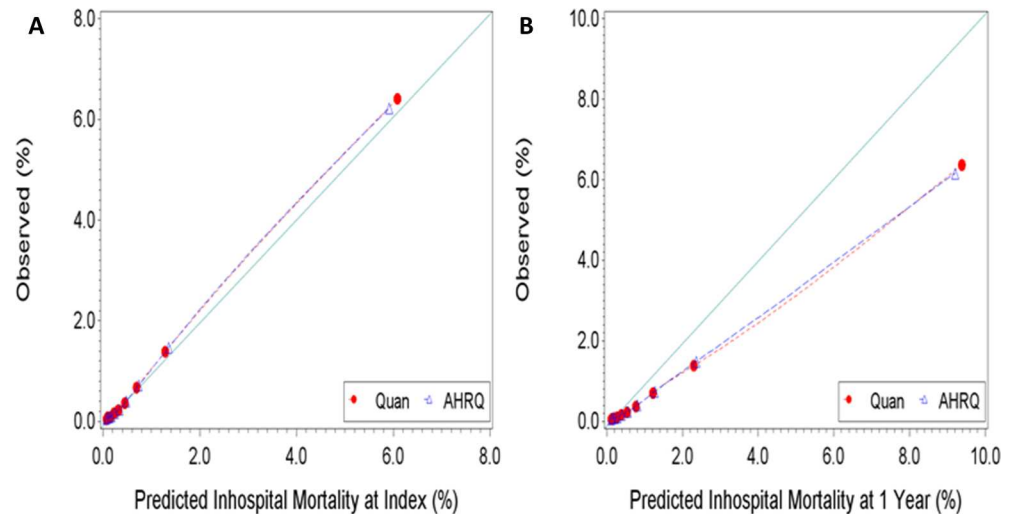 A
Observed (%)
8.0
6.0
4.0
2.0
0.0
0.0 2.0 4.0 6.0 8.0
Quan AHRQ
Predicted Inhospital Mortality at Index (%)
B
Observed (%)
10.0
8.0
6.0
4.0
2.0
0.0
0.0 2.0 4.0 6.0 8.0 10.0
Quan AHRQ
Predicted Inhospital Mortality at 1 Year (%)